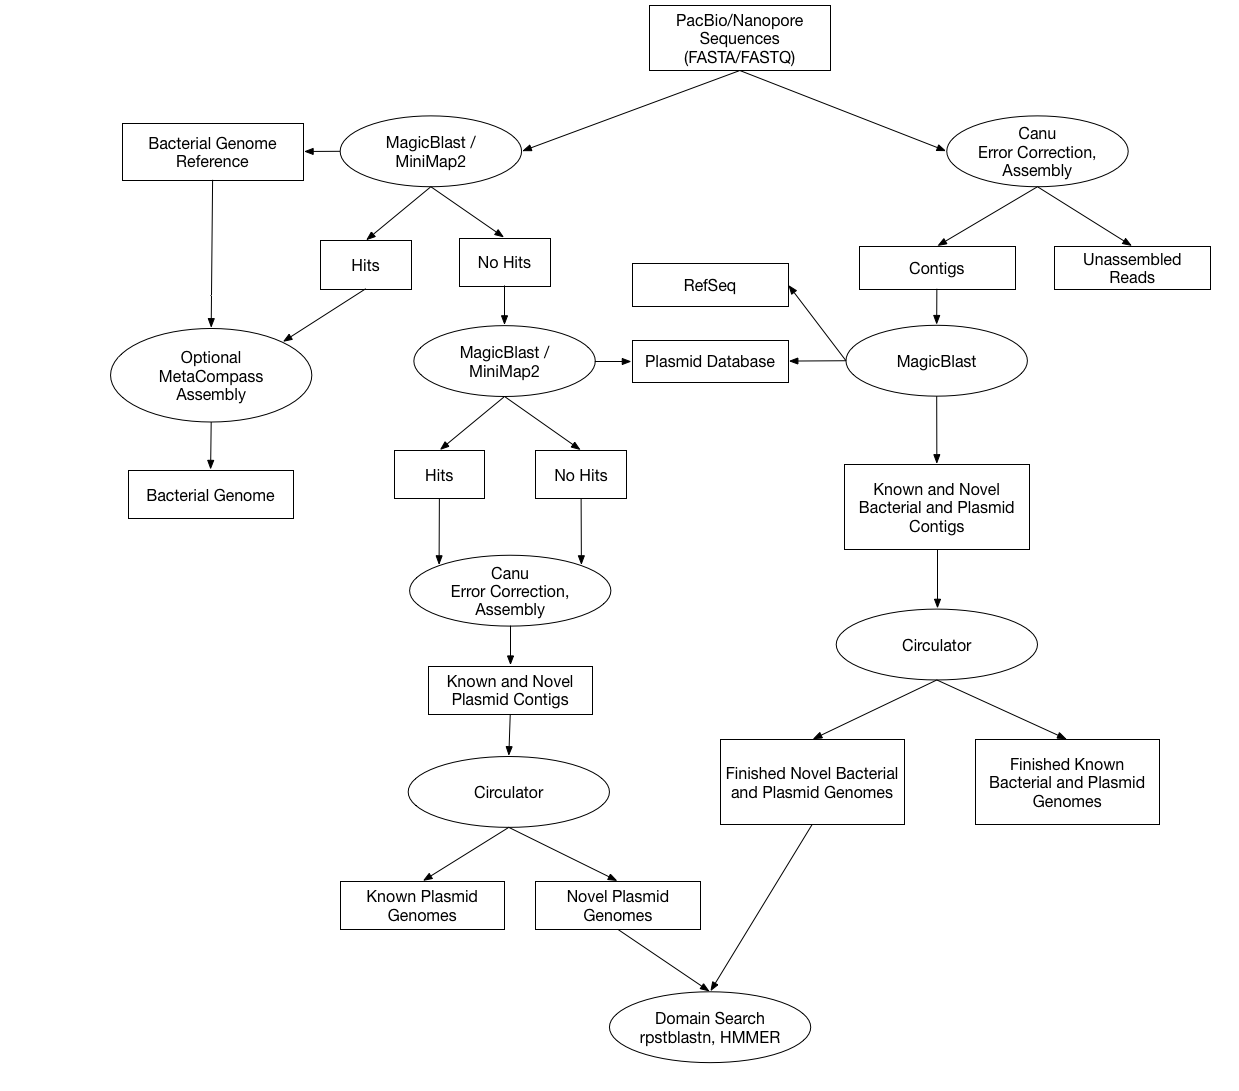 PacBio/Nanopore
Sequences
(FASTA/FASTQ)
Bacterial Genome
Reference
MagicBlast /
MiniMap2
Canu
Error Correction,
Assembly
Hits
No Hits
RefSeq
Contigs
Unassembled
Reads
Optional
MetaCompass
Assembly
MagicBlast /
MiniMap2
Plasmid Database
MagicBlast
Bacterial Genome
Hits
No Hits
Known and Novel
Bacterial and Plasmid
Contigs
Canu
Error Correction,
Assembly
Circulator
Known and Novel
Plasmid Contigs
Circulator
Finished Novel Bacterial
and Plasmid Genomes
Finished Known
Bacterial and Plasmid
Genomes
Known Plasmid
Genomes
Novel Plasmid
Genomes
Domain Search
rpstblastn, HMMER